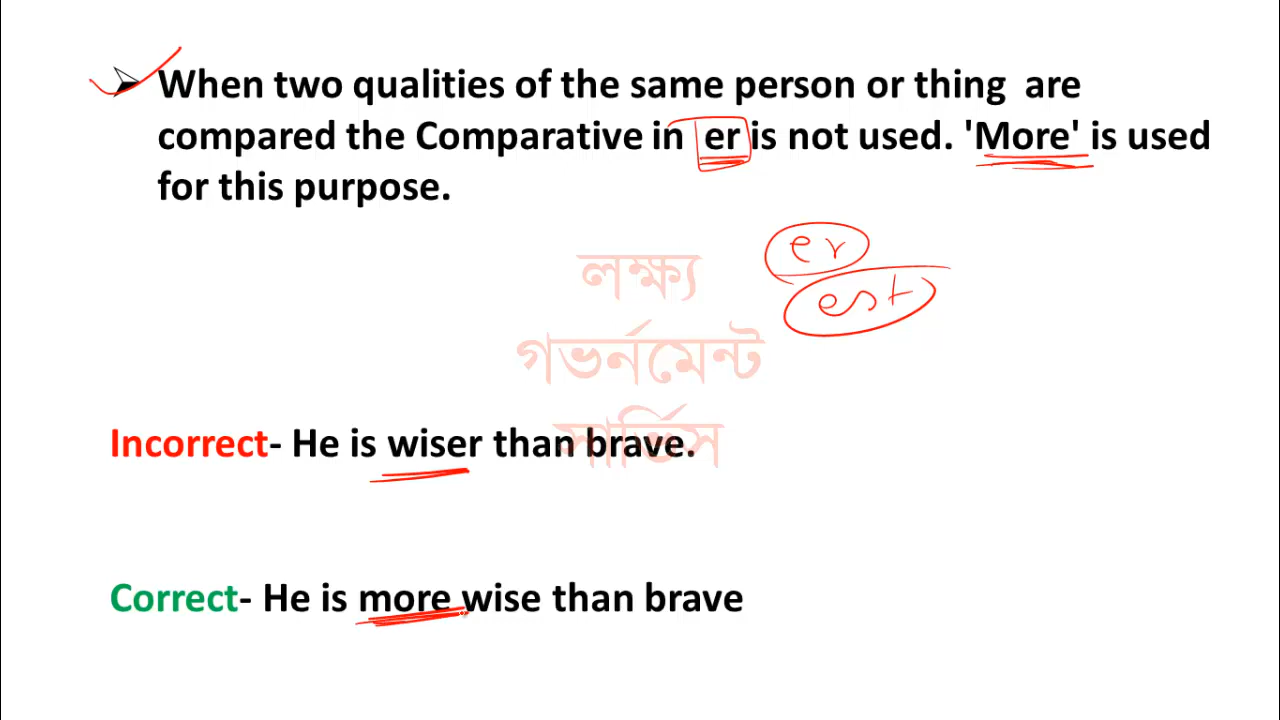 When two qualities of the same person or thing are
compared the Comparative in er is not used. 'More' is used
for this purpose.
er
est
লক্ষ্য
গভর্নমেন্ট
সার্ভিস
Incorrect- He is wiser than brave.
Correct- He is more wise than brave